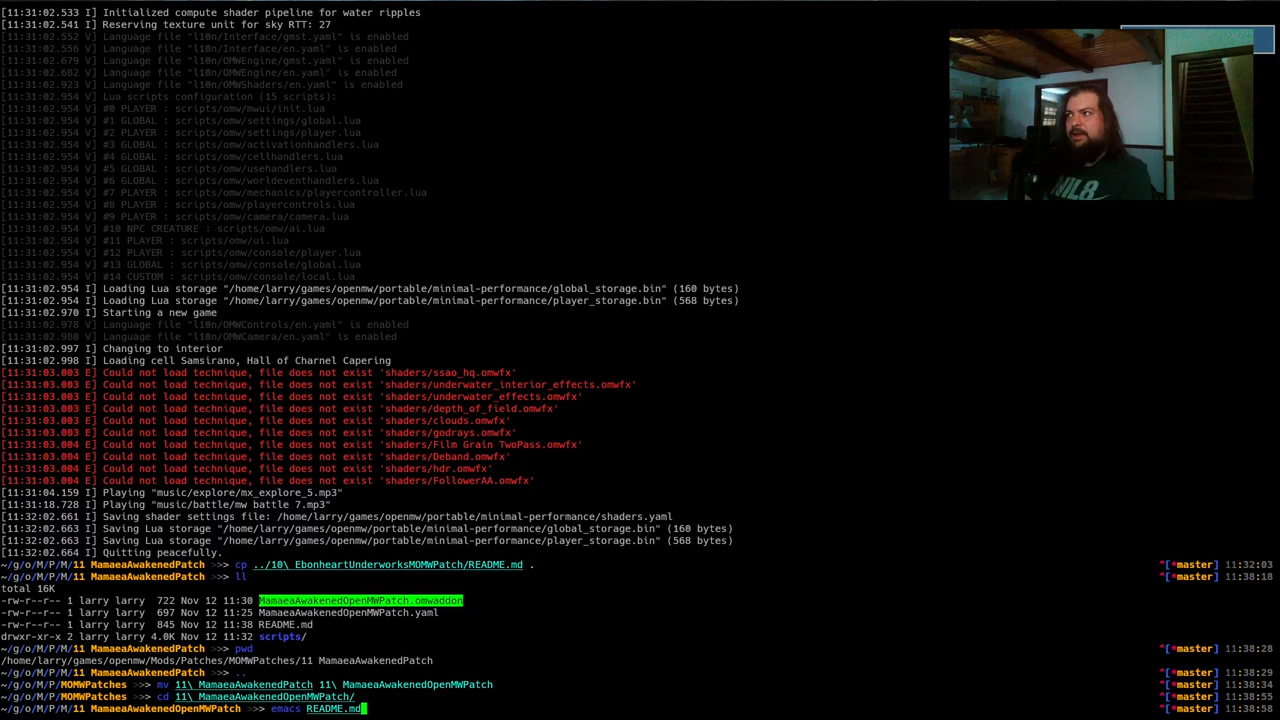 [11:31:02.533 I] Initialized compute shader pipeline for water ripples
[11:31:02.541 I] Reserving texture unit for sky RTT: 27
[11:31:02.552 V] Language file "l10n/Interface/gmst.yaml" is enabled
[11:31:02.556 V] Language file "l10n/Interface/en.yaml" is enabled
[11:31:02.679 V] Language file "l10n/OMWEngine/gmst.yaml" is enabled
[11:31:02.682 V] Language file "l10n/OMWEngine/en.yaml" is enabled
[11:31:02.923 V] Language file "l10n/OMWShaders/en.yaml" is enabled
[11:31:02.954 V] Lua scripts configuration (15 scripts):
[11:31:02.954 V] #0 PLAYER : scripts/omw/mwui/init.lua
[11:31:02.954 V] #1 GLOBAL : scripts/omw/settings/global.lua
[11:31:02.954 V] #2 PLAYER : scripts/omw/settings/player.lua
[11:31:02.954 V] #3 GLOBAL : scripts/omw/activationhandlers.lua
[11:31:02.954 V] #4 GLOBAL : scripts/omw/cellhandlers.lua
[11:31:02.954 V] #5 GLOBAL : scripts/omw/usehandlers.lua
[11:31:02.954 V] #6 GLOBAL : scripts/omw/worldeventhandlers.lua
[11:31:02.954 V] #7 PLAYER : scripts/omw/mechanics/playercontroller.lua
[11:31:02.954 V] #8 PLAYER : scripts/omw/playercontrols.lua
[11:31:02.954 V] #9 PLAYER : scripts/omw/camera/camera.lua
[11:31:02.954 V] #10 NPC CREATURE : scripts/omw/ai.lua
[11:31:02.954 V] #11 PLAYER : scripts/omw/ui.lua
[11:31:02.954 V] #12 PLAYER : scripts/omw/console/player.lua
[11:31:02.954 V] #13 GLOBAL : scripts/omw/console/global.lua
[11:31:02.954 V] #14 CUSTOM : scripts/omw/console/local.lua
[11:31:02.954 I] Loading Lua storage "/home/larry/games/openmw/portable/minimal-performance/global_storage.bin" (160 bytes)
[11:31:02.954 I] Loading Lua storage "/home/larry/games/openmw/portable/minimal-performance/player_storage.bin" (568 bytes)
[11:31:02.970 I] Starting a new game
[11:31:02.978 V] Language file "l10n/OMWControls/en.yaml" is enabled
[11:31:02.980 V] Language file "l10n/OMWCamera/en.yaml" is enabled
[11:31:02.997 I] Changing to interior
[11:31:02.998 I] Loading cell Samsirano, Hall of Charnel Capering
[11:31:03.003 E] Could not load technique, file does not exist 'shaders/ssao_hq.omwfx'
[11:31:03.003 E] Could not load technique, file does not exist 'shaders/underwater_interior_effects.omwfx'
[11:31:03.003 E] Could not load technique, file does not exist 'shaders/underwater_effects.omwfx'
[11:31:03.003 E] Could not load technique, file does not exist 'shaders/depth_of_field.omwfx'
[11:31:03.003 E] Could not load technique, file does not exist 'shaders/clouds.omwfx'
[11:31:03.003 E] Could not load technique, file does not exist 'shaders/godrays.omwfx'
[11:31:03.004 E] Could not load technique, file does not exist 'shaders/Film Grain TwoPass.omwfx'
[11:31:03.004 E] Could not load technique, file does not exist 'shaders/Deband.omwfx'
[11:31:03.004 E] Could not load technique, file does not exist 'shaders/hdr.omwfx'
[11:31:03.004 E] Could not load technique, file does not exist 'shaders/FollowerAA.omwfx'
[11:31:04.159 I] Playing "music/explore/mx_explore_5.mp3"
[11:31:18.728 I] Playing "music/battle/mw battle 7.mp3"
[11:32:02.661 I] Saving shader settings file: /home/larry/games/openmw/portable/minimal-performance/shaders.yaml
[11:32:02.663 I] Saving Lua storage "/home/larry/games/openmw/portable/minimal-performance/global_storage.bin" (160 bytes)
[11:32:02.663 I] Saving Lua storage "/home/larry/games/openmw/portable/minimal-performance/player_storage.bin" (568 bytes)
[11:32:02.664 I] Quitting peacefully.
~/g/o/M/P/M/11 MamaeaAwakenedPatch >>> cp ../10\ EbonheartUnderworksMOMWPatch/README.md . ^[*master] 11:32:03
~/g/o/M/P/M/11 MamaeaAwakenedPatch >>> ll ^[*master] 11:38:18
total 16K
-rw-r--r-- 1 larry larry 722 Nov 12 11:30 MamaeaAwakenedOpenMWPatch.omwaddon
-rw-r--r-- 1 larry larry 697 Nov 12 11:25 MamaeaAwakenedOpenMWPatch.yaml
-rw-r--r-- 1 larry larry 845 Nov 12 11:38 README.md
drwxr-xr-x 2 larry larry 4.0K Nov 12 11:32 scripts/
~/g/o/M/P/M/11 MamaeaAwakenedPatch >>> pwd ^[*master] 11:38:28
/home/larry/games/openmw/Mods/Patches/MOMWPatches/11 MamaeaAwakenedPatch
~/g/o/M/P/M/11 MamaeaAwakenedPatch >>> .. ^[*master] 11:38:29
~/g/o/M/P/MOMWPatches >>> mv 11\ MamaeaAwakenedPatch 11\ MamaeaAwakenedOpenMWPatch ^[*master] 11:38:34
~/g/o/M/P/MOMWPatches >>> cd 11\ MamaeaAwakenedOpenMWPatch/ ^[*master] 11:38:55
~/g/o/M/P/M/11 MamaeaAwakenedOpenMWPatch >>> emacs README.md ^[*master] 11:38:58